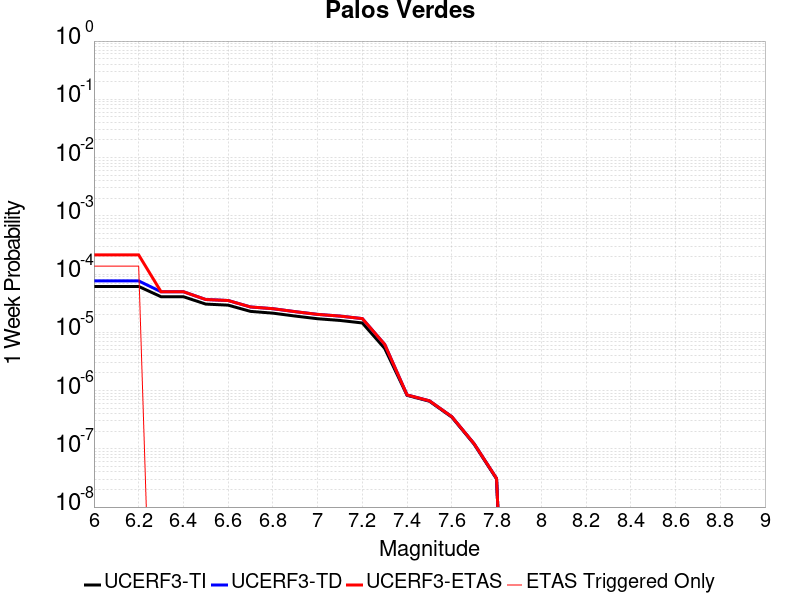 Palos Verdes
10^0
10^-1
10^-2
10^-3
10^-4
10^-5
10^-6
10^-7
10^-8
1 Week Probability
6 6.2 6.4 6.6 6.8 7 7.2 7.4 7.6 7.8 8 8.2 8.4 8.6 8.8 9
Magnitude
UCERF3-TI UCERF3-TD UCERF3-ETAS ETAS Triggered Only